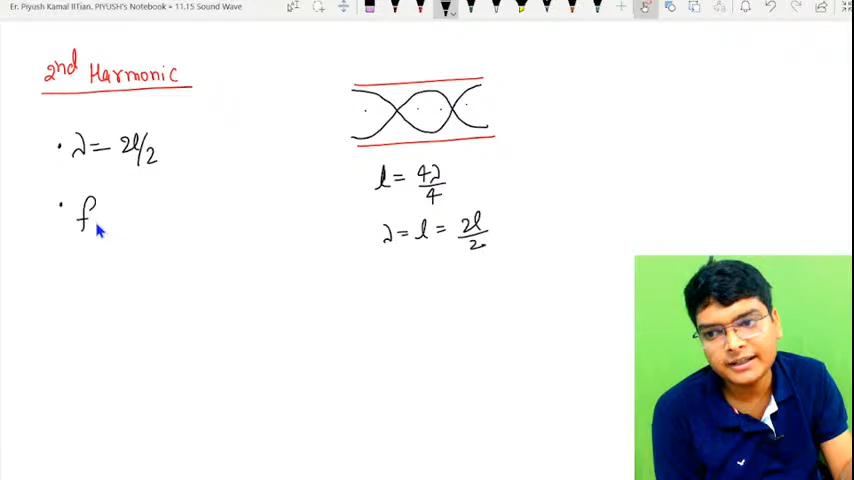 Er. Piyush Kamal IITian. PIYUSH's Notebook » 11.15 Sound Wave
2nd Harmonic
· λ = 2l/2
· f
l = 4λ/4
λ = l = 2l/2